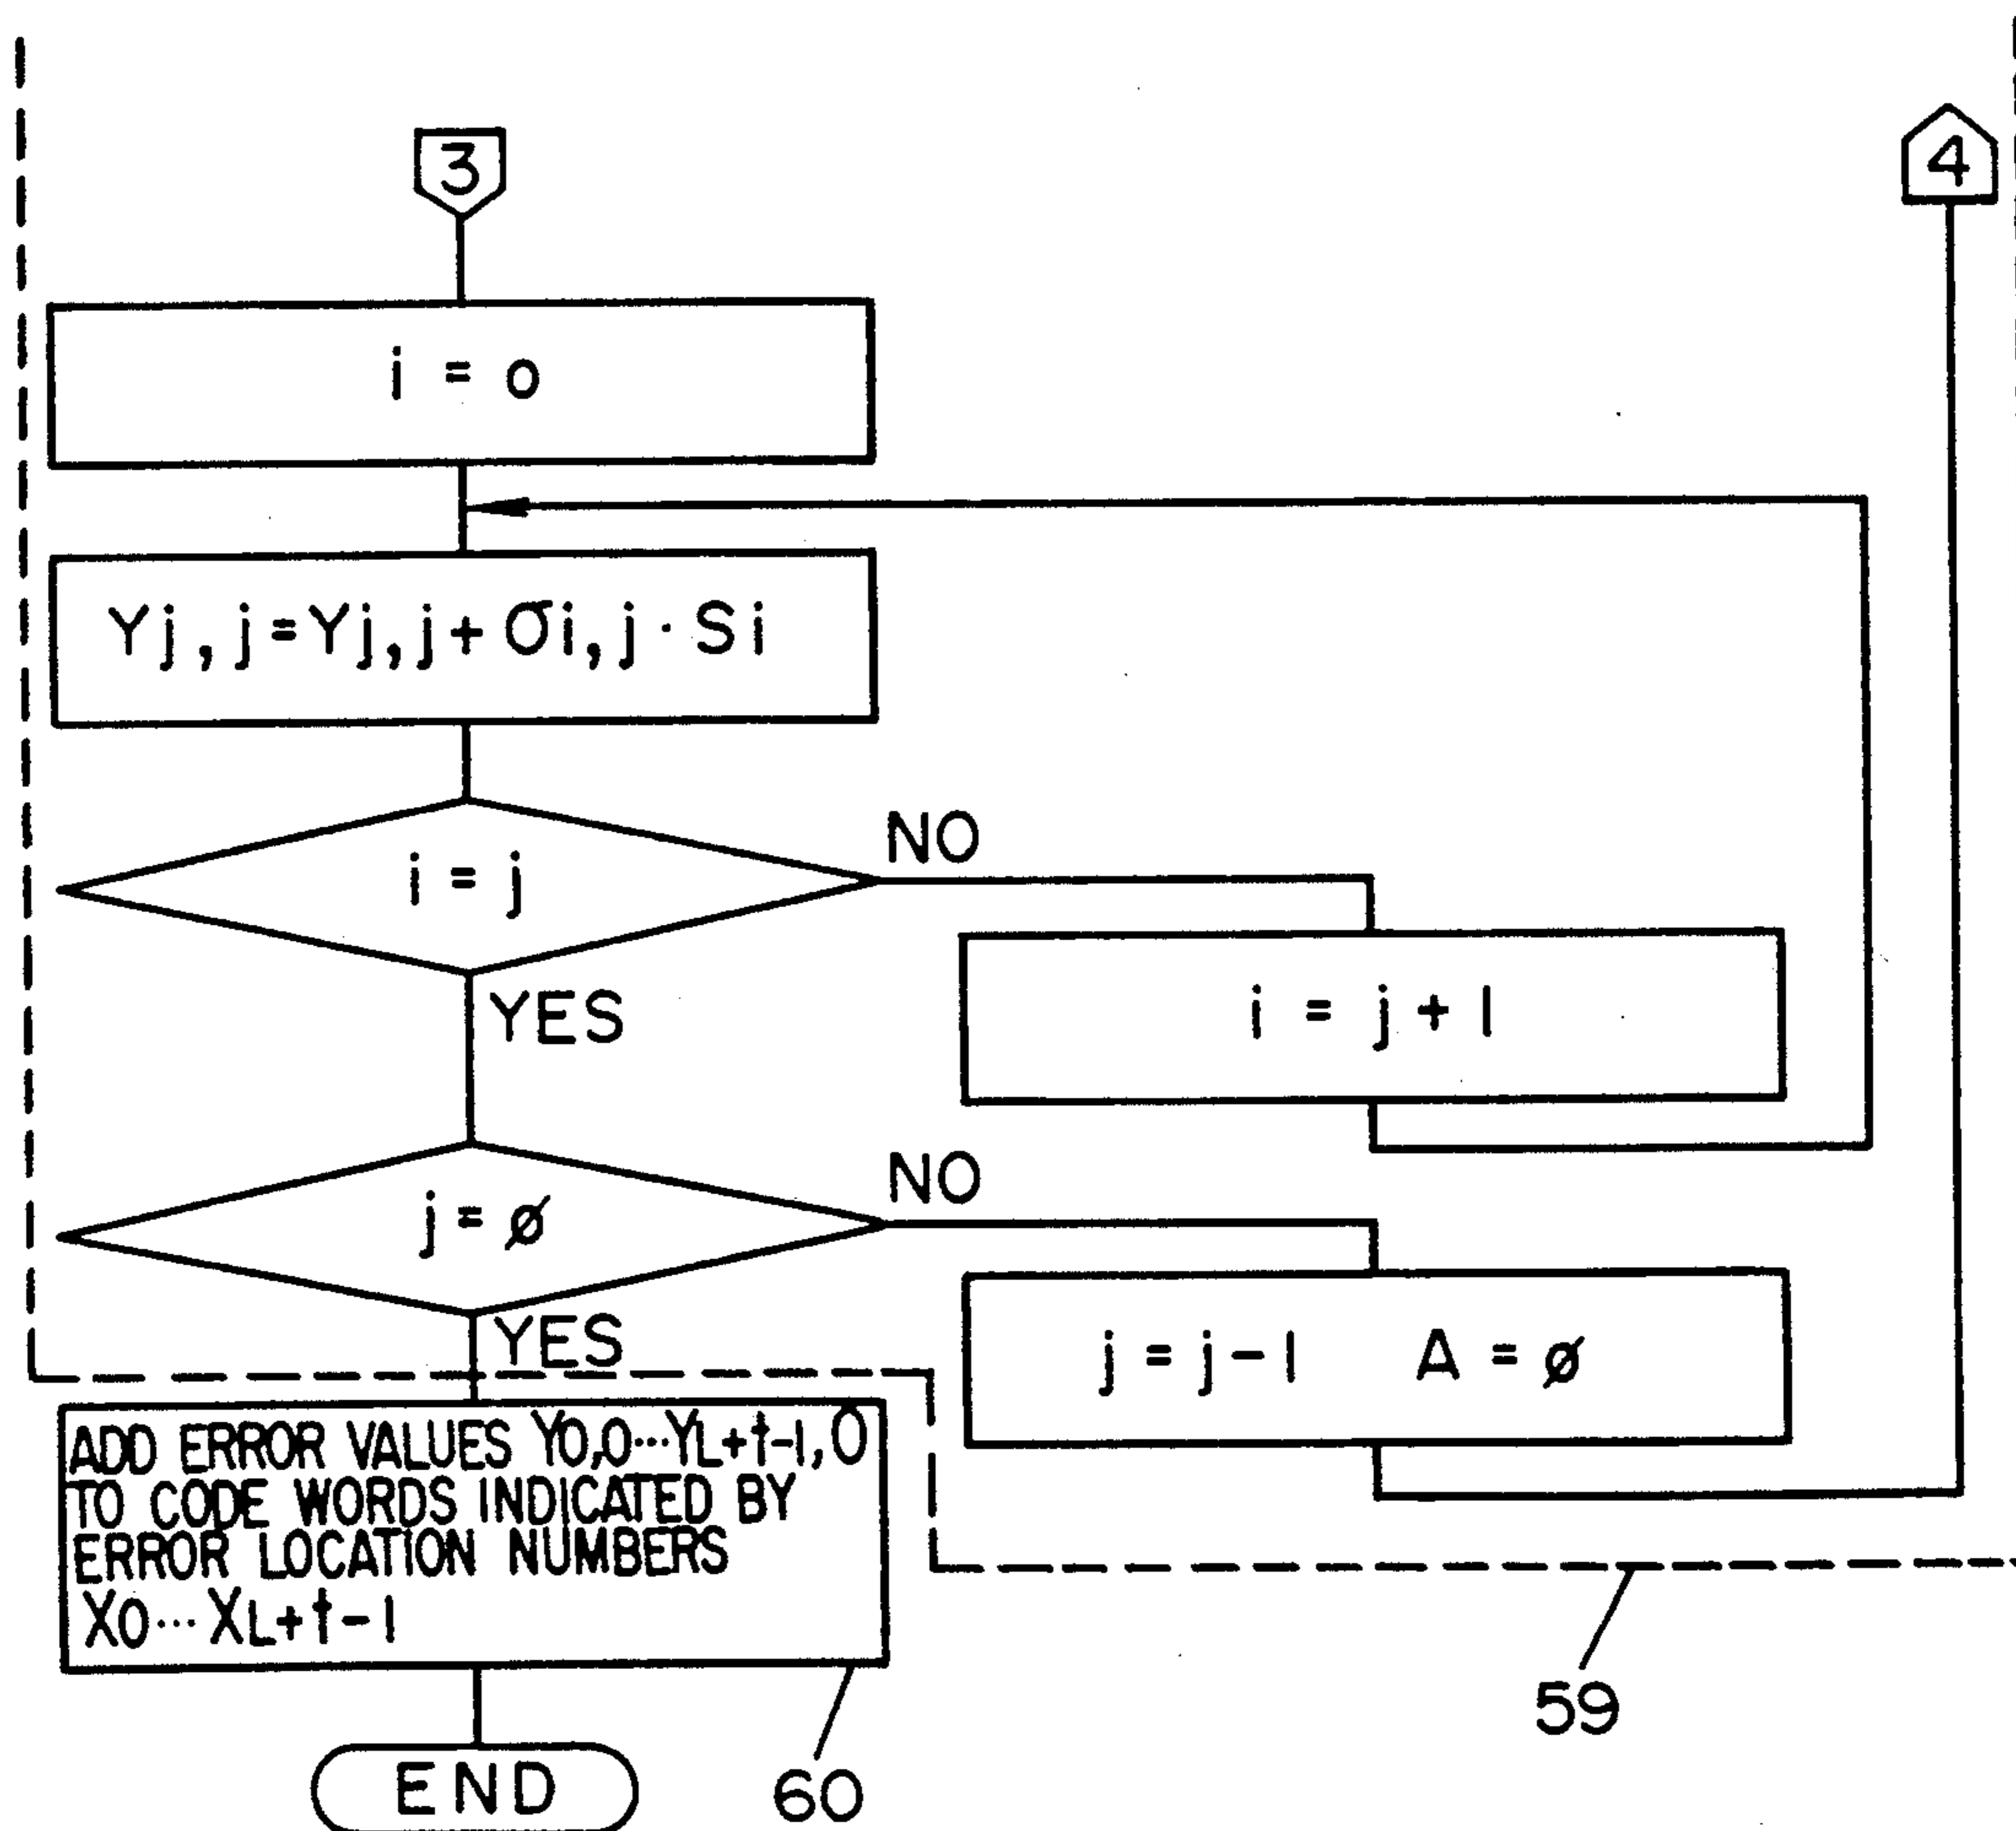 3
4
i = o
Yj,j=Yj,j+σi,j·Si
i = j
NO
YES
i = j + 1
j = ø
NO
YES
j = j - 1 A = ø
ADD ERROR VALUES Y0,0···YL+t-1,0
TO CODE WORDS INDICATED BY
ERROR LOCATION NUMBERS
X0···XL+t-1
END
60
59